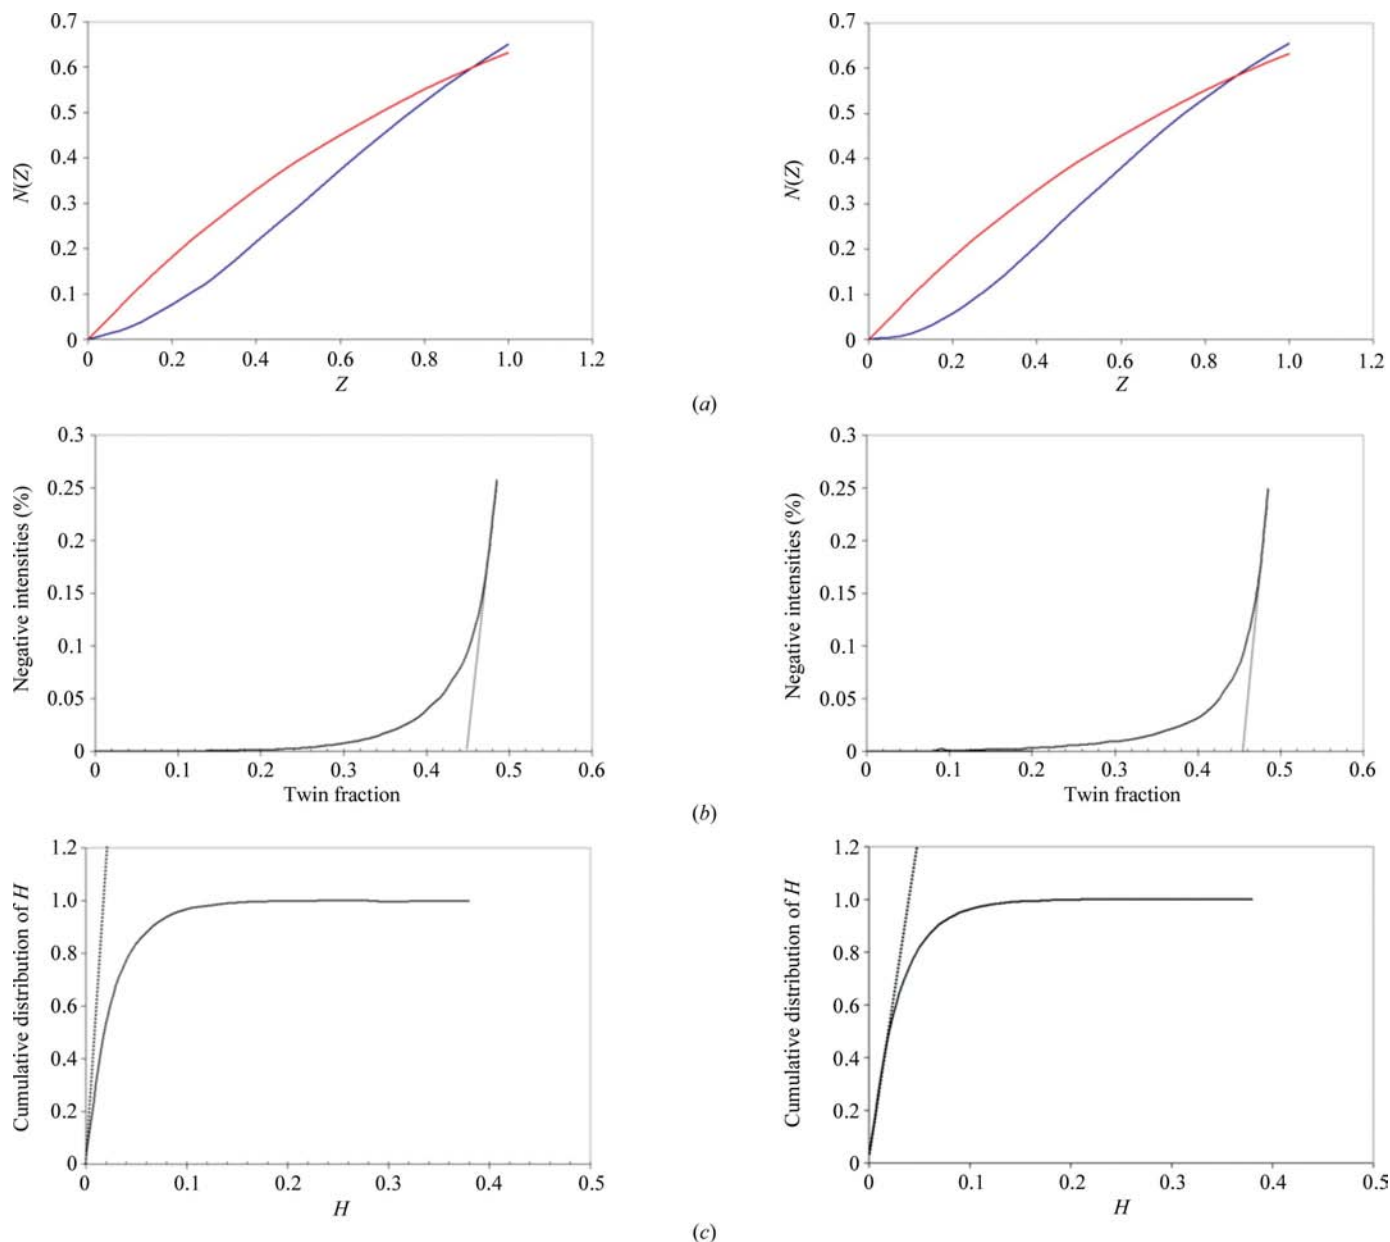 0.7
0.6
0.5
0.4
0.3
0.2
0.1
0
N(Z)
0 0.2 0.4 0.6 0.8 1.0 1.2
Z
0.7
0.6
0.5
0.4
0.3
0.2
0.1
0
N(Z)
0 0.2 0.4 0.6 0.8 1.0 1.2
Z
(a)
0.3
0.25
0.2
0.15
0.1
0.05
0
Negative intensities (%)
0 0.1 0.2 0.3 0.4 0.5 0.6
Twin fraction
0.3
0.25
0.2
0.15
0.1
0.05
0
Negative intensities (%)
0 0.1 0.2 0.3 0.4 0.5 0.6
Twin fraction
(b)
1.2
1.0
0.8
0.6
0.4
0.2
0
Cumulative distribution of H
0 0.1 0.2 0.3 0.4 0.5
H
1.2
1.0
0.8
0.6
0.4
0.2
0
Cumulative distribution of H
0 0.1 0.2 0.3 0.4 0.5
H
(c)